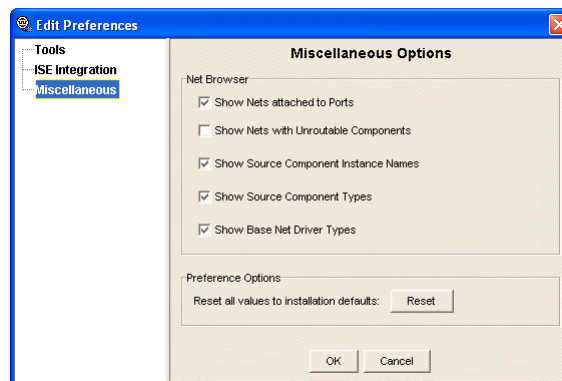 Edit Preferences
Tools
ISE Integration
Miscellaneous
Miscellaneous Options
Net Browser
Show Nets attached to Ports
Show Nets with Unroutable Components
Show Source Component Instance Names
Show Source Component Types
Show Base Net Driver Types
Preference Options
Reset all values to installation defaults: Reset
OK Cancel